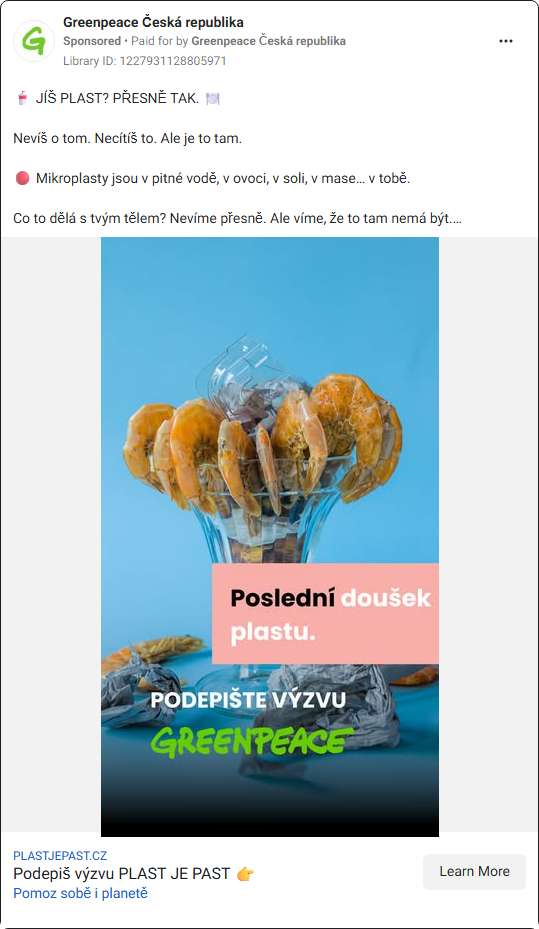 Greenpeace Česká republika
Sponsored • Paid for by Greenpeace Česká republika
Library ID: 1227931128805971
🥤 JÍŠ PLAST? PŘESNĚ TAK. 🍽️
Nevíš o tom. Necítíš to. Ale je to tam.
🔴 Mikroplasty jsou v pitné vodě, v ovoci, v soli, v mase… v tobě.
Co to dělá s tvým tělem? Nevíme přesně. Ale víme, že to tam nemá být....
Poslední doušek
plastu.
PODEPIŠTE VÝZVU
GREENPEACE
PLASTJEPAST.CZ
Podepiš výzvu PLAST JE PAST 👉
Pomoz sobě i planetě
Learn More